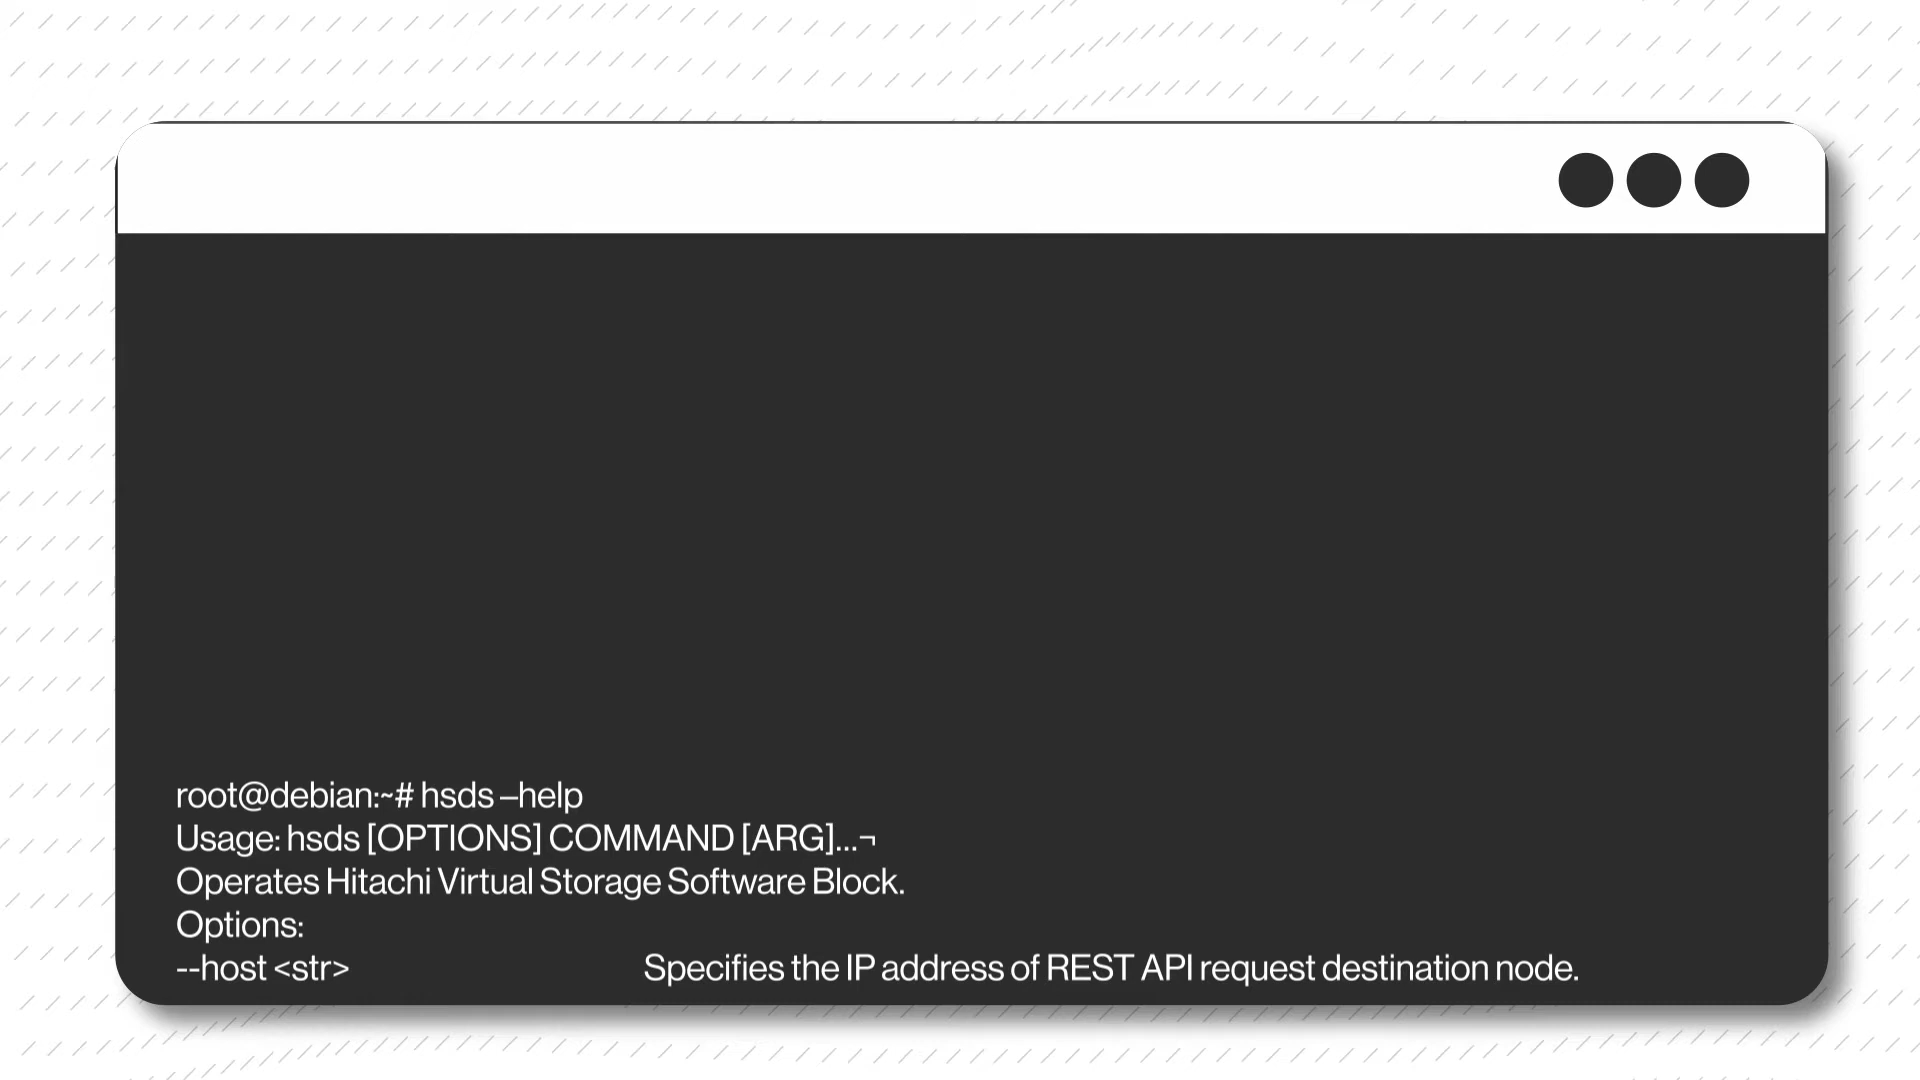 root@debian:~# hsds –help
Usage: hsds [OPTIONS] COMMAND [ARG]...¬
Operates Hitachi Virtual Storage Software Block.
Options:
--host <str> Specifies the IP address of REST API request destination node.